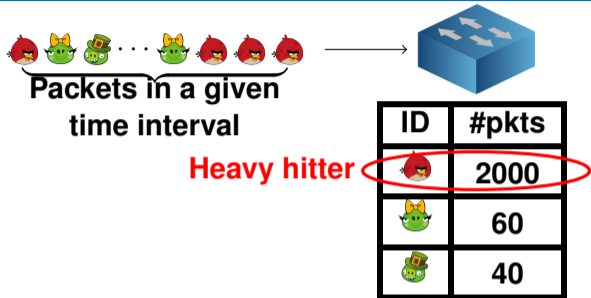 Packets in a given
time interval
ID #pkts
Heavy hitter 2000
60
40